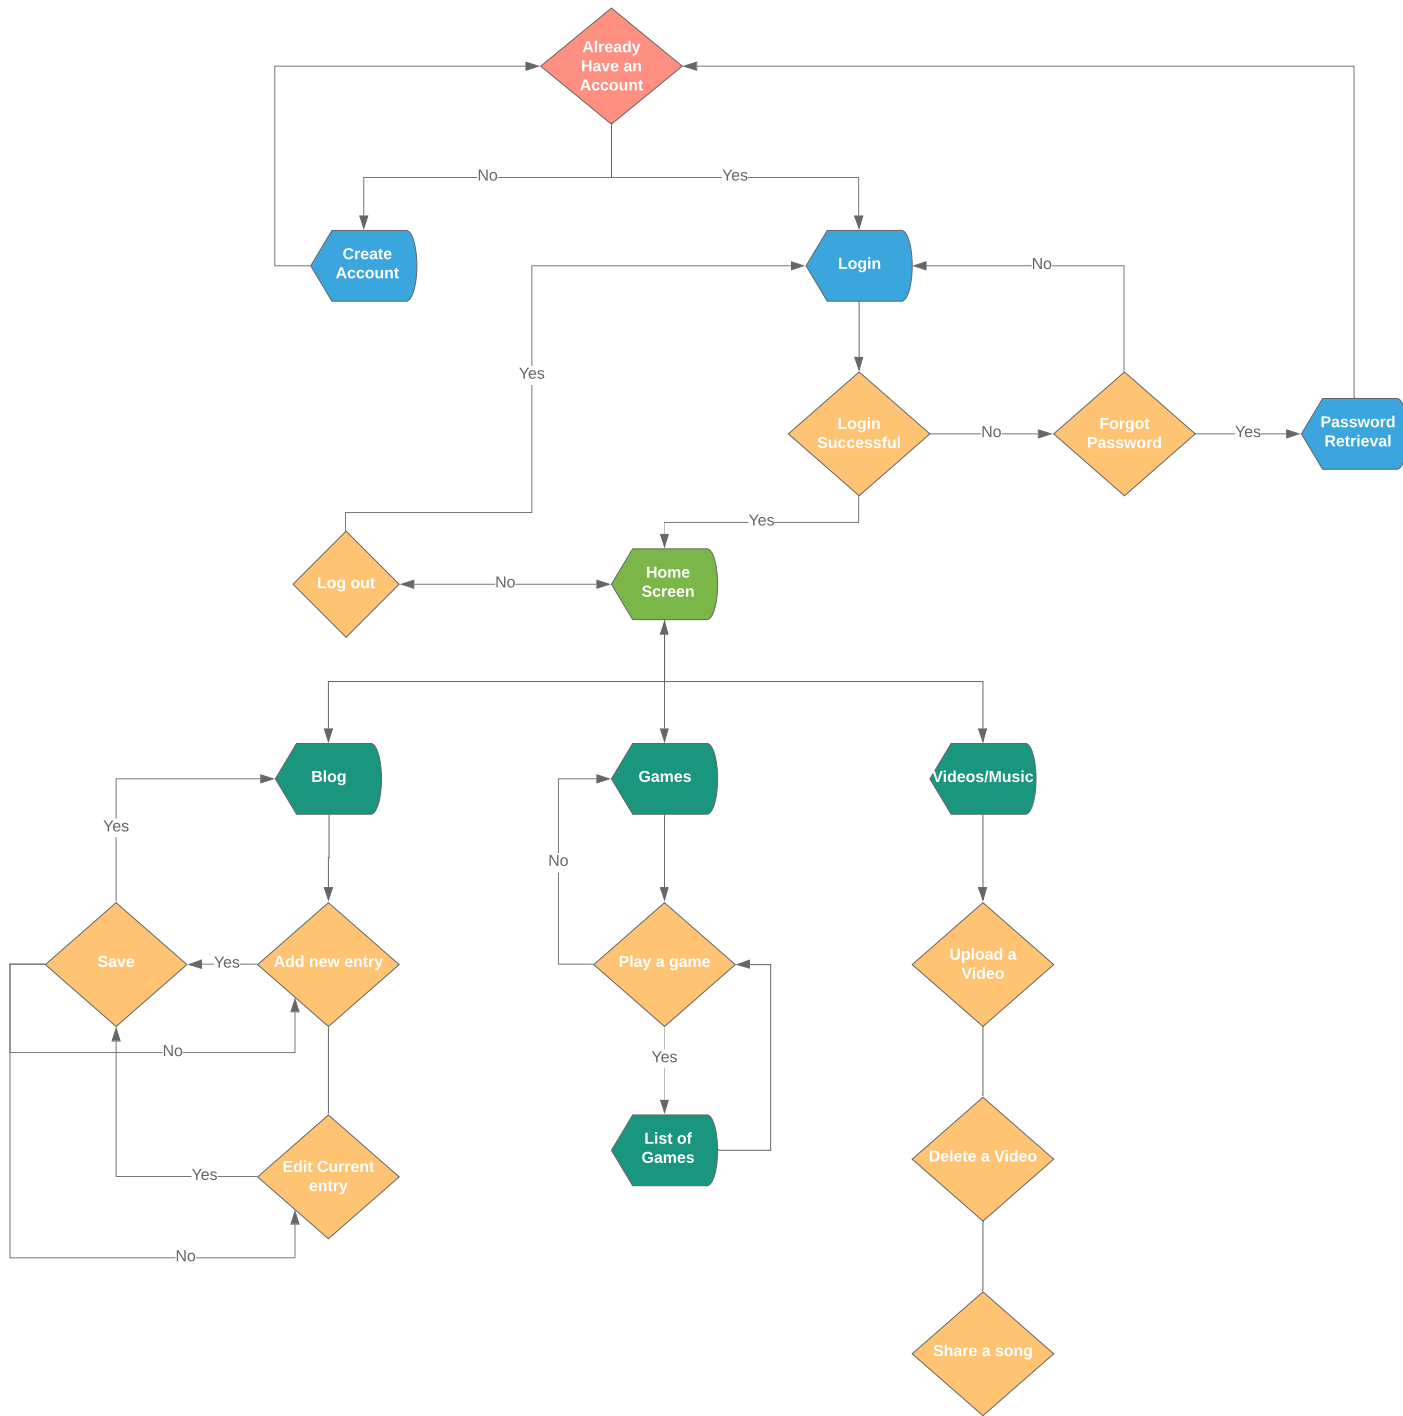 Already
Have an
Account
No
Yes
Create
Account
Login
No
Yes
Login
Successful
No
Forgot
Password
Yes
Password
Retrieval
Yes
Log out
No
Home
Screen
Blog
Games
Videos/Music
Yes
No
Save
Yes
Add new entry
Play a game
Upload a
Video
No
Yes
List of
Games
Delete a Video
Yes
Edit Current
entry
No
Share a song